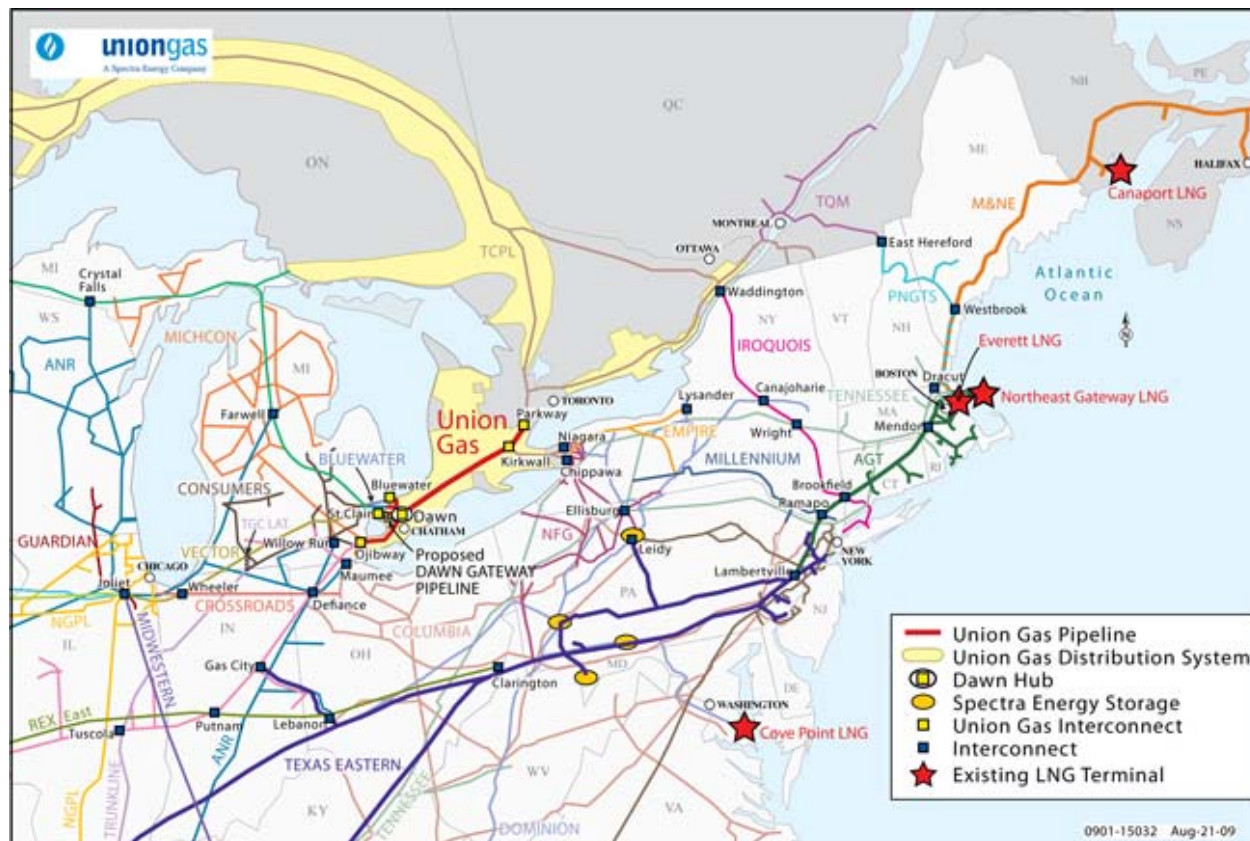 uniongas
A Spectra Energy Company
QC
NB
PE
ON
ME
HALIFAX
Canaport LNG
NS
M&NE
TQM
MONTREAL
OTTAWA
East Hereford
TCPL
MI
Crystal
Falls
WS
Waddington
PNGTS
Atlantic
Ocean
N
NY
VT
NH
Westbrook
MICHCON
ANR
MI
IROQUOIS
Everett LNG
BOSTON
Dracut
Northeast Gateway LNG
TENNESSEE
MA
Mendon
Farwell
TORONTO
Parkway
Lysander
Canajoharie
Union
Gas
Niagara
EMPIRE
Wright
Kirkwall
Chippawa
BLUEWATER
MILLENNIUM
AGT
RI
CT
CONSUMERS
Bluewater
Brookfield
St.Clair
Dawn
Ellisburg
Ramapo
TGC LAT.
CHATHAM
NFG
GUARDIAN
VECTOR
Willow Run
Ojibway
Proposed
DAWN GATEWAY
PIPELINE
Leidy
NEW
YORK
CHICAGO
Maumee
Lambertville
Joliet
Wheeler
CROSSROADS
Defiance
PA
NJ
NGPL
IL
MIDWESTERN
IN
COLUMBIA
OH
Gas City
Clarington
MD
DE
REX East
Putnam
Lebanon
WASHINGTON
Tuscola
Cove Point LNG
ANR
TEXAS EASTERN
WV
NGPL
TRUNKLINE
KY
TENNESSEE
DOMINION
VA
Union Gas Pipeline
Union Gas Distribution System
Dawn Hub
Spectra Energy Storage
Union Gas Interconnect
Interconnect
Existing LNG Terminal
0901-15032 Aug-21-09